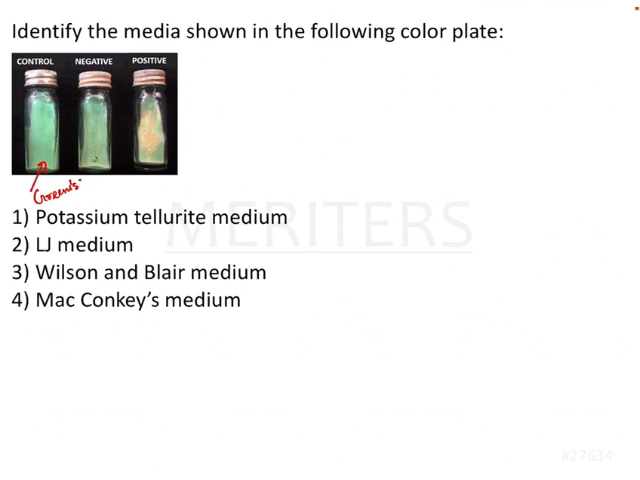 Identify the media shown in the following color plate:
CONTROL NEGATIVE POSITIVE
Greenish
1) Potassium tellurite medium
2) LJ medium
3) Wilson and Blair medium
4) Mac Conkey's medium
MERITERS
#27634